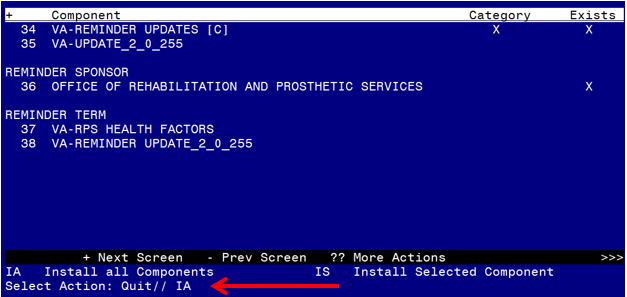 + Component Category Exists
34 VA-REMINDER UPDATES [C] X X
35 VA-UPDATE_2_0_255
REMINDER SPONSOR
36 OFFICE OF REHABILITATION AND PROSTHETIC SERVICES X
REMINDER TERM
37 VA-RPS HEALTH FACTORS
38 VA-REMINDER UPDATE_2_0_255
+ Next Screen - Prev Screen ?? More Actions >>>
IA Install all Components IS Install Selected Component
Select Action: Quit// IA